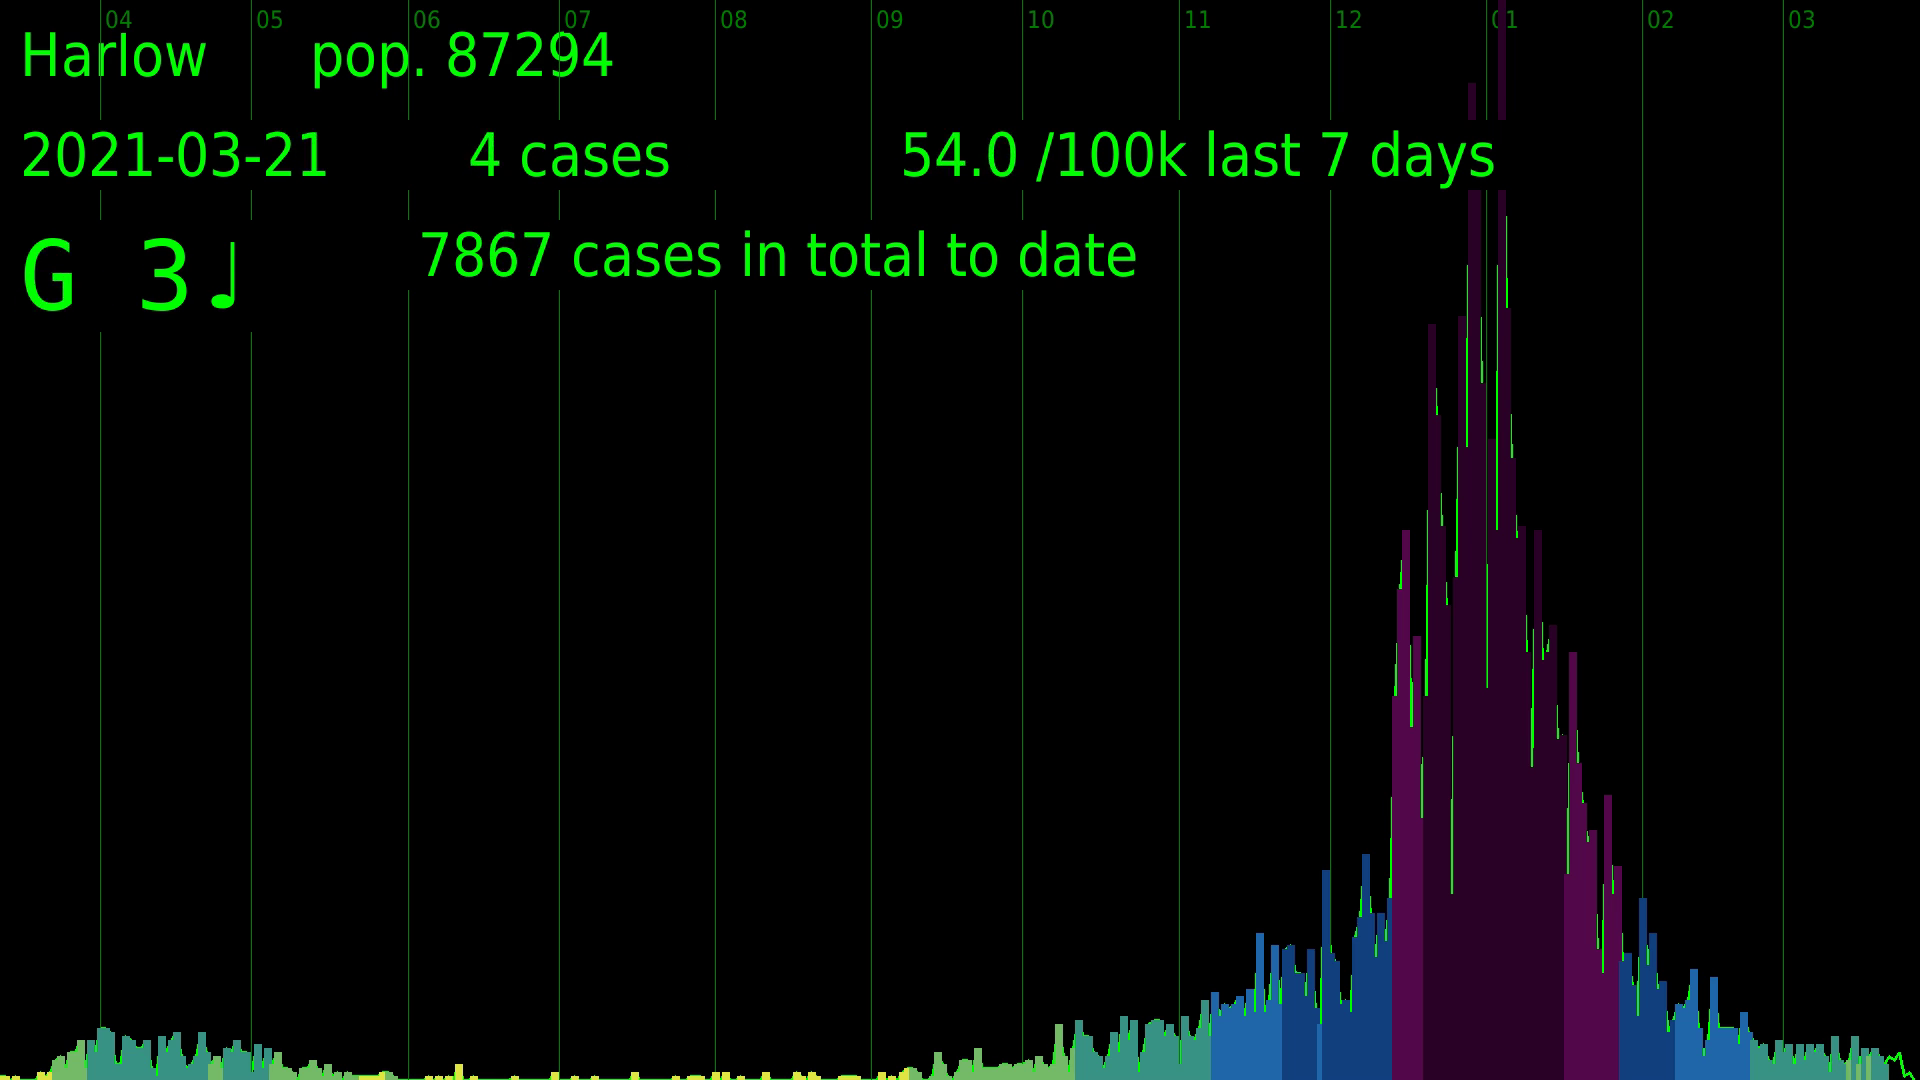 04 05 06 07 08 09 10 11 12 01 02 03
Harlow pop. 87294
2021-03-21 4 cases 54.0 /100k last 7 days
G 3♩ 7867 cases in total to date